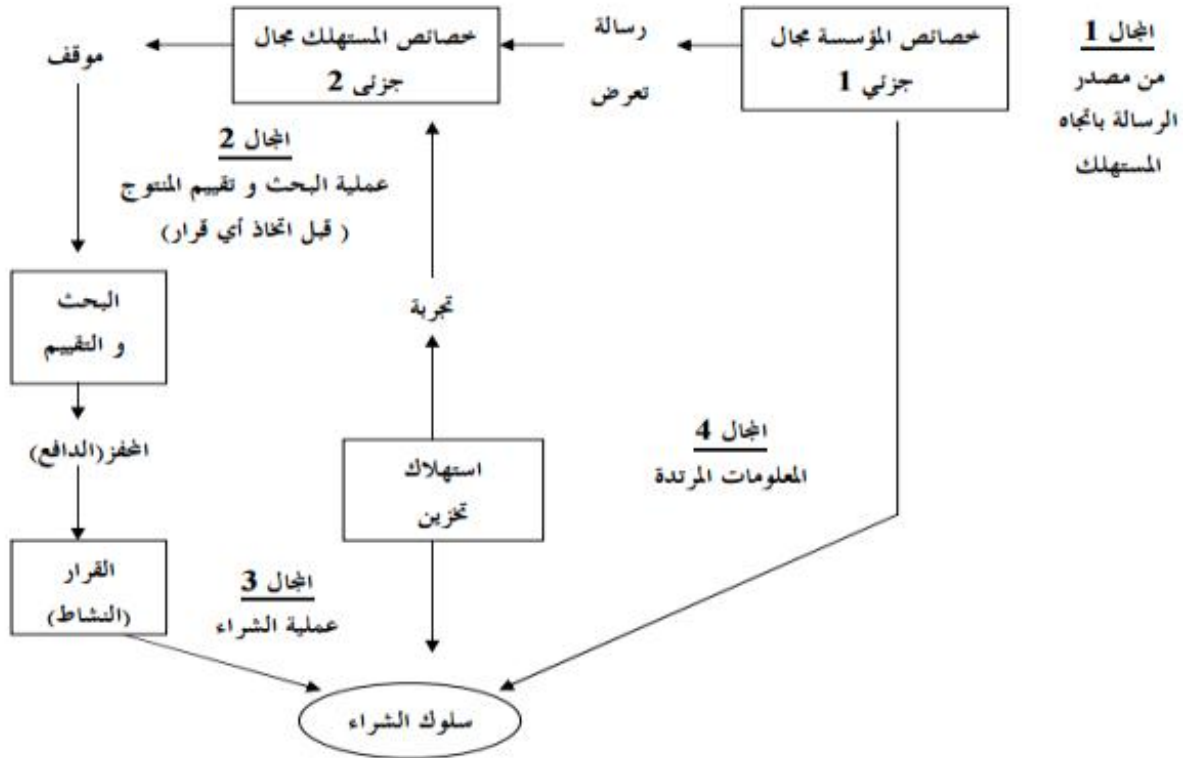 المجال 1
من مصدر
الرسالة باتجاه
المستهلك
خصائص المؤسسة مجال
جزئي 1
رسالة
تعرض
خصائص المستهلك مجال
جزئى 2
موقف
المجال 2
عملية البحث و تقييم المنتوج
( قبل اتخاذ أي قرار)
البحث
و التقييم
تجربة
المحفز(الدافع)
استهلاك
تخزين
المجال 4
المعلومات المرتدة
القرار
(النشاط)
المجال 3
عملية الشراء
سلوك الشراء